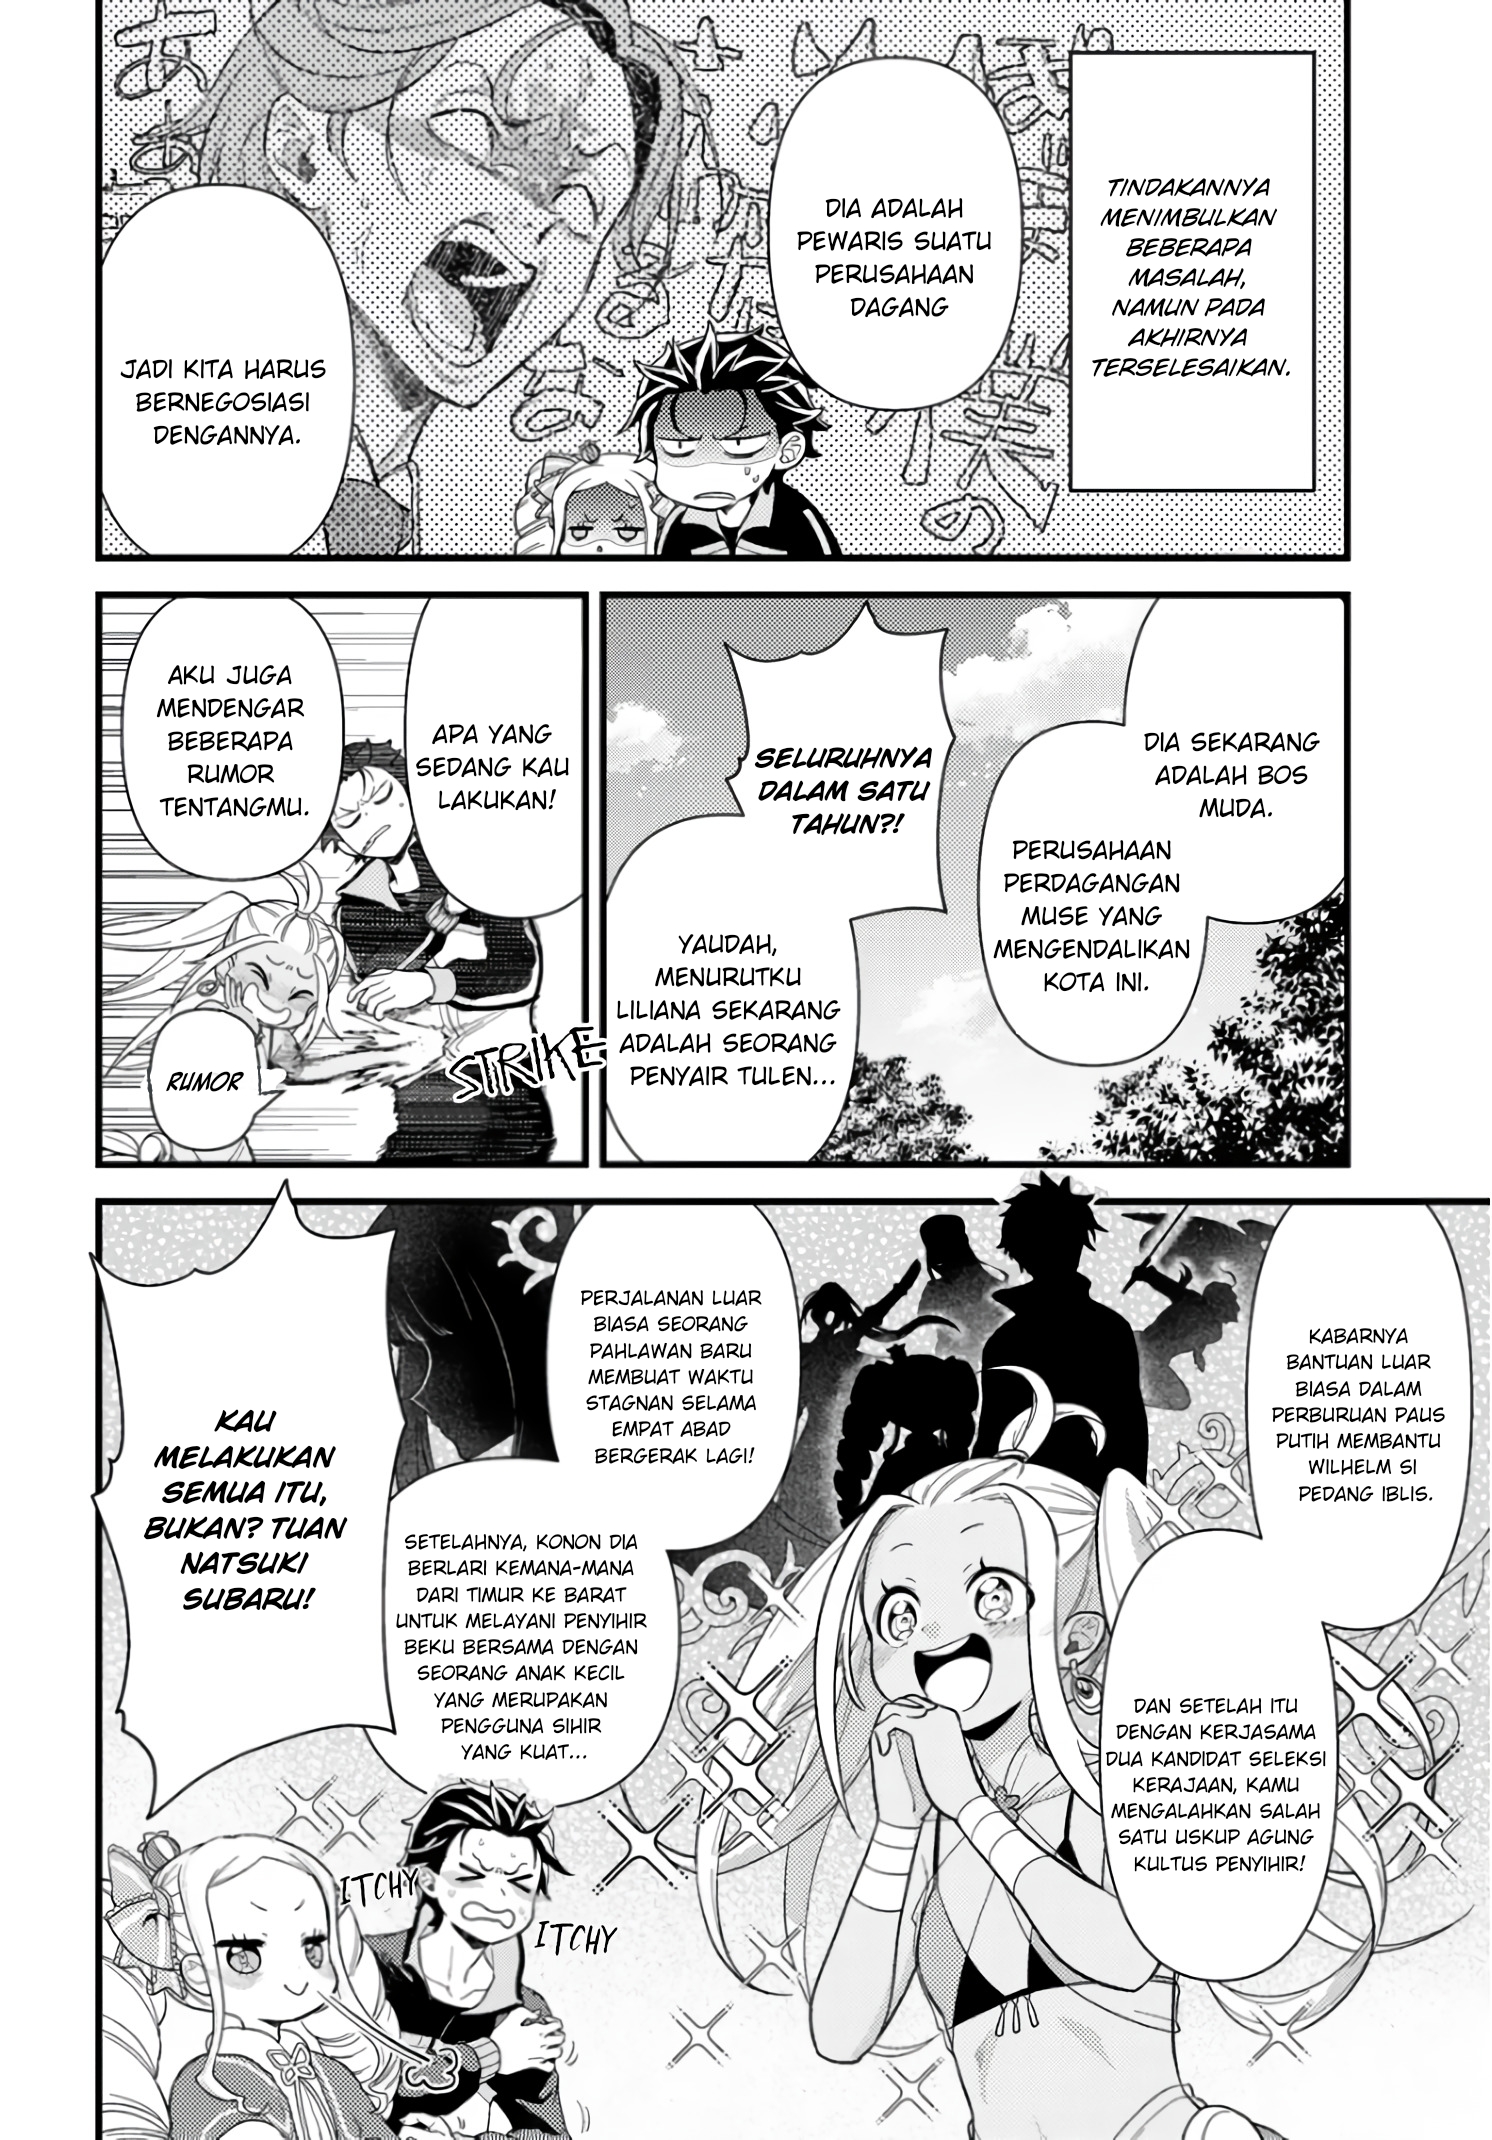 TINDAKANNYA
MENIMBULKAN
BEBERAPA
MASALAH,
NAMUN PADA
AKHIRNYA
TERSELESAIKAN.
DIA ADALAH
PEWARIS SUATU
PERUSAHAAN
DAGANG
JADI KITA HARUS
BERNEGOSIASI
DENGANNYA.
DIA SEKARANG
ADALAH BOS
MUDA.
PERUSAHAAN
PERDAGANGAN
MUSE YANG
MENGENDALIKAN
KOTA INI.
SELURUHNYA
DALAM SATU
TAHUN?!
YAUDAH,
MENURUTKU
LILIANA SEKARANG
ADALAH SEORANG
PENYAIR TULEN...
APA YANG
SEDANG KAU
LAKUKAN!
STRIKE
AKU JUGA
MENDENGAR
BEBERAPA
RUMOR
TENTANGMU.
RUMOR
KABARNYA
BANTUAN LUAR
BIASA DALAM
PERBURUAN PAUS
PUTIH MEMBANTU
WILHELM SI
PEDANG IBLIS.
DAN SETELAH ITU
DENGAN KERJASAMA
DUA KANDIDAT SELEKSI
KERAJAAN, KAMU
MENGALAHKAN SALAH
SATU USKUP AGUNG
KULTUS PENYIHIR!
PERJALANAN LUAR
BIASA SEORANG
PAHLAWAN BARU
MEMBUAT WAKTU
STAGNAN SELAMA
EMPAT ABAD
BERGERAK LAGI!
SETELAHNYA, KONON DIA
BERLARI KEMANA-MANA
DARI TIMUR KE BARAT
UNTUK MELAYANI PENYIHIR
BEKU BERSAMA DENGAN
SEORANG ANAK KECIL
YANG MERUPAKAN
PENGGUNA SIHIR
YANG KUAT...
KAU
MELAKUKAN
SEMUA ITU,
BUKAN? TUAN
NATSUKI
SUBARU!
ITCHY
ITCHY